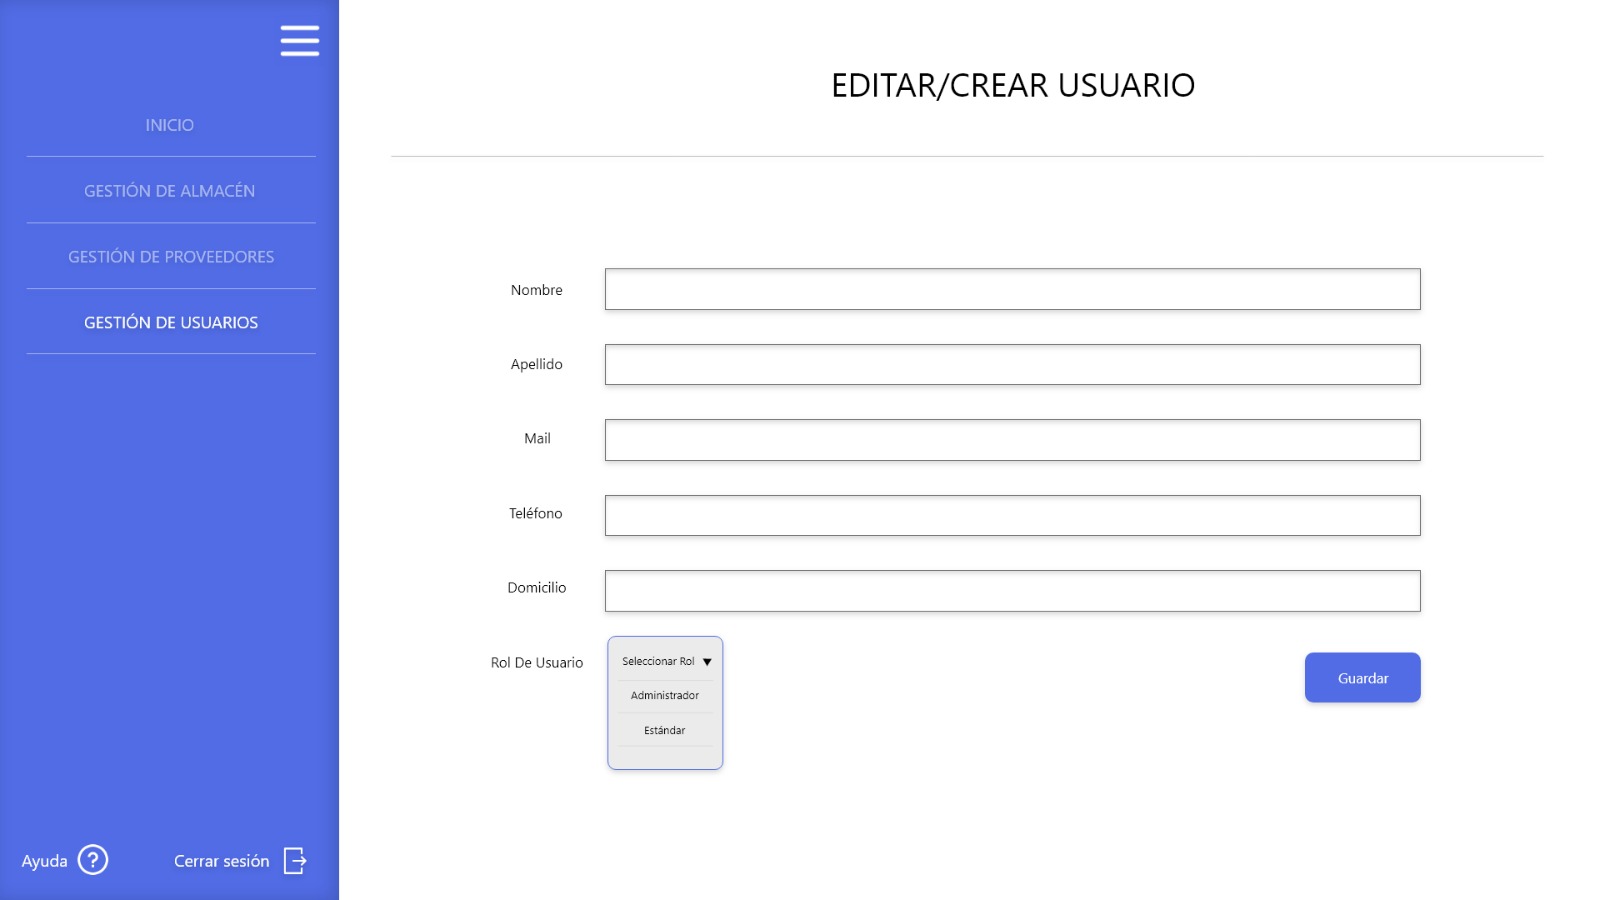 INICIO
GESTIÓN DE ALMACÉN
GESTIÓN DE PROVEEDORES
GESTIÓN DE USUARIOS
Ayuda ?
Cerrar sesión
EDITAR/CREAR USUARIO
Nombre
Apellido
Mail
Teléfono
Domicilio
Rol De Usuario
Seleccionar Rol
Administrador
Estándar
Guardar